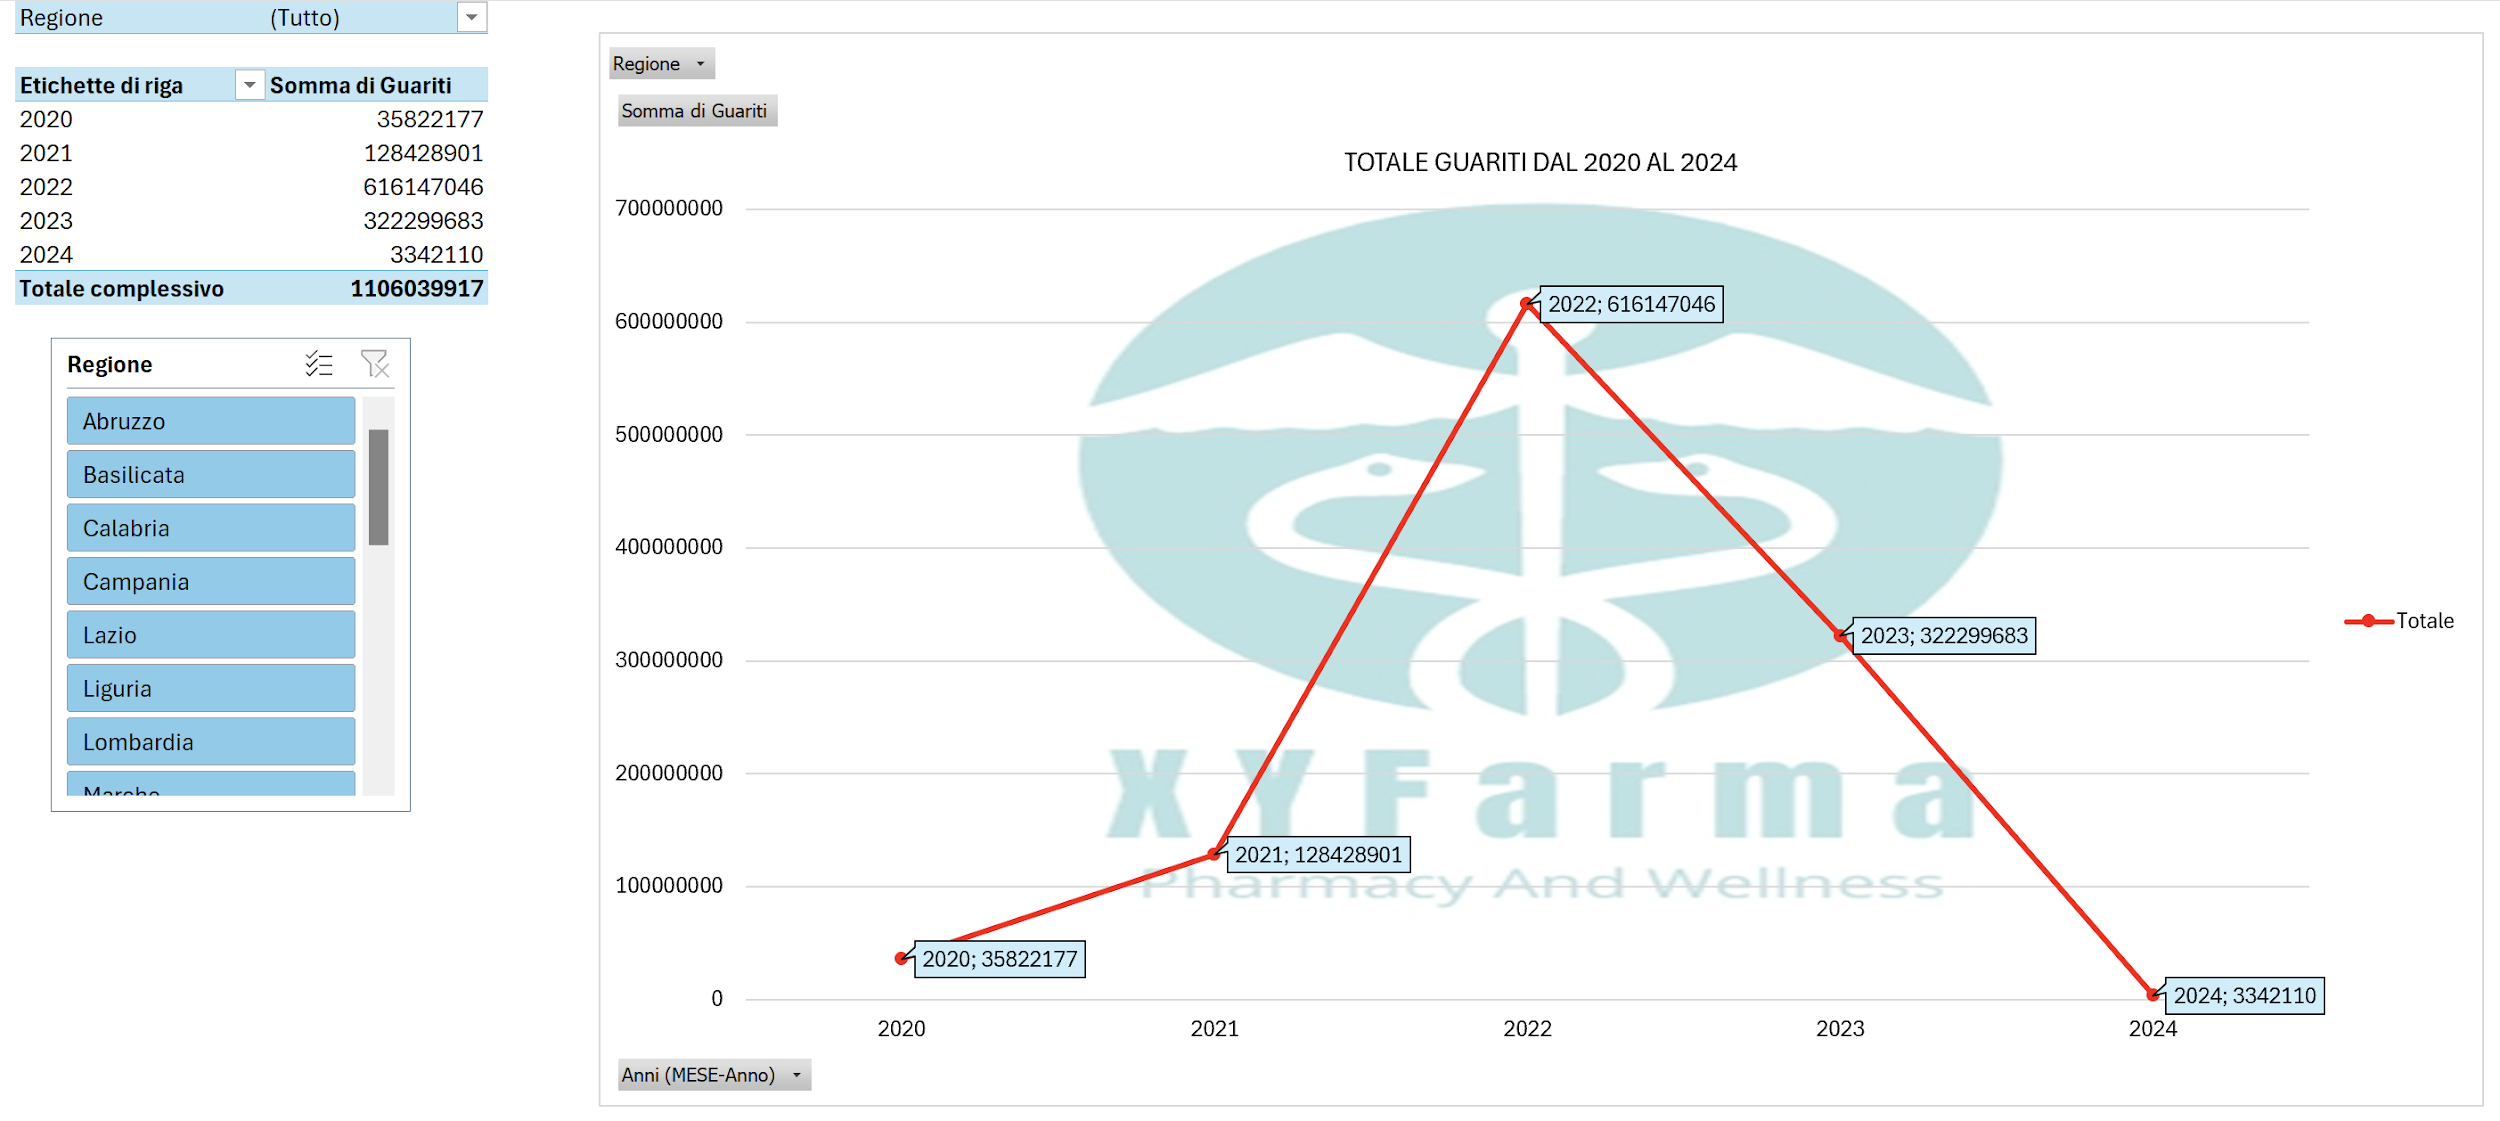 Regione (Tutto)
Etichette di riga Somma di Guariti
2020 35822177
2021 128428901
2022 616147046
2023 322299683
2024 3342110
Totale complessivo 1106039917
Regione
Abruzzo
Basilicata
Calabria
Campania
Lazio
Liguria
Lombardia
Marche
Regione
Somma di Guariti
TOTALE GUARITI DAL 2020 AL 2024
700000000
600000000
500000000
400000000
300000000
200000000
100000000
0
2022; 616147046
2023; 322299683
2021; 128428901
2020; 35822177
2024; 3342110
Totale
XYFarma
Pharmacy And Wellness
2020 2021 2022 2023 2024
Anni (MESE-Anno)